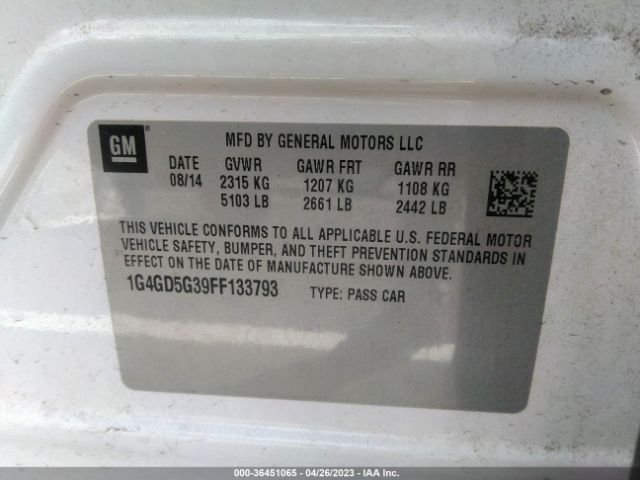 GM
MFD BY GENERAL MOTORS LLC
DATE GVWR GAWR FRT GAWR RR
08/14 2315 KG 1207 KG 1108 KG
5103 LB 2661 LB 2442 LB
THIS VEHICLE CONFORMS TO ALL APPLICABLE U.S. FEDERAL MOTOR
VEHICLE SAFETY, BUMPER, AND THEFT PREVENTION STANDARDS IN
EFFECT ON THE DATE OF MANUFACTURE SHOWN ABOVE.
1G4GD5G39FF133793 TYPE: PASS CAR
000-36451065 - 04/26/2023 - IAA Inc.